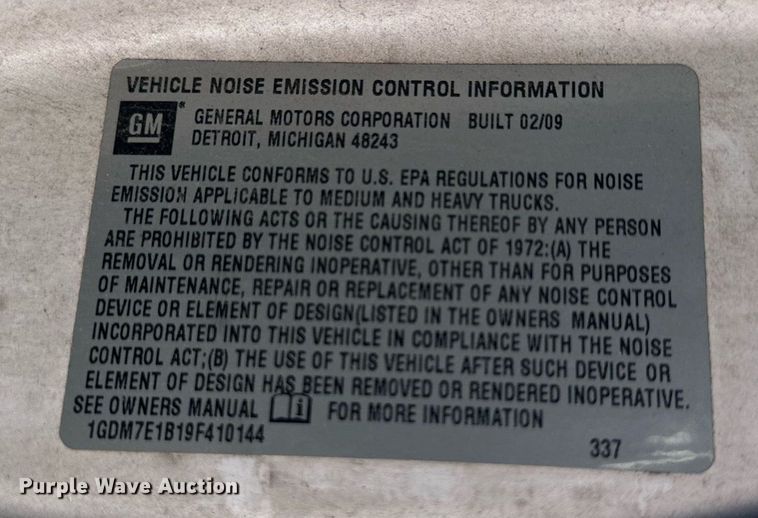 VEHICLE NOISE EMISSION CONTROL INFORMATION
GM® GENERAL MOTORS CORPORATION BUILT 02/09
DETROIT, MICHIGAN 48243
THIS VEHICLE CONFORMS TO U.S. EPA REGULATIONS FOR NOISE
EMISSION APPLICABLE TO MEDIUM AND HEAVY TRUCKS.
THE FOLLOWING ACTS OR THE CAUSING THEREOF BY ANY PERSON
ARE PROHIBITED BY THE NOISE CONTROL ACT OF 1972:(A) THE
REMOVAL OR RENDERING INOPERATIVE, OTHER THAN FOR PURPOSES
OF MAINTENANCE, REPAIR OR REPLACEMENT OF ANY NOISE CONTROL
DEVICE OR ELEMENT OF DESIGN(LISTED IN THE OWNERS MANUAL)
INCORPORATED INTO THIS VEHICLE IN COMPLIANCE WITH THE NOISE
CONTROL ACT;(B) THE USE OF THIS VEHICLE AFTER SUCH DEVICE OR
ELEMENT OF DESIGN HAS BEEN REMOVED OR RENDERED INOPERATIVE.
SEE OWNERS MANUAL i FOR MORE INFORMATION
1GDM7E1B19F410144 337
Purple Wave Auction